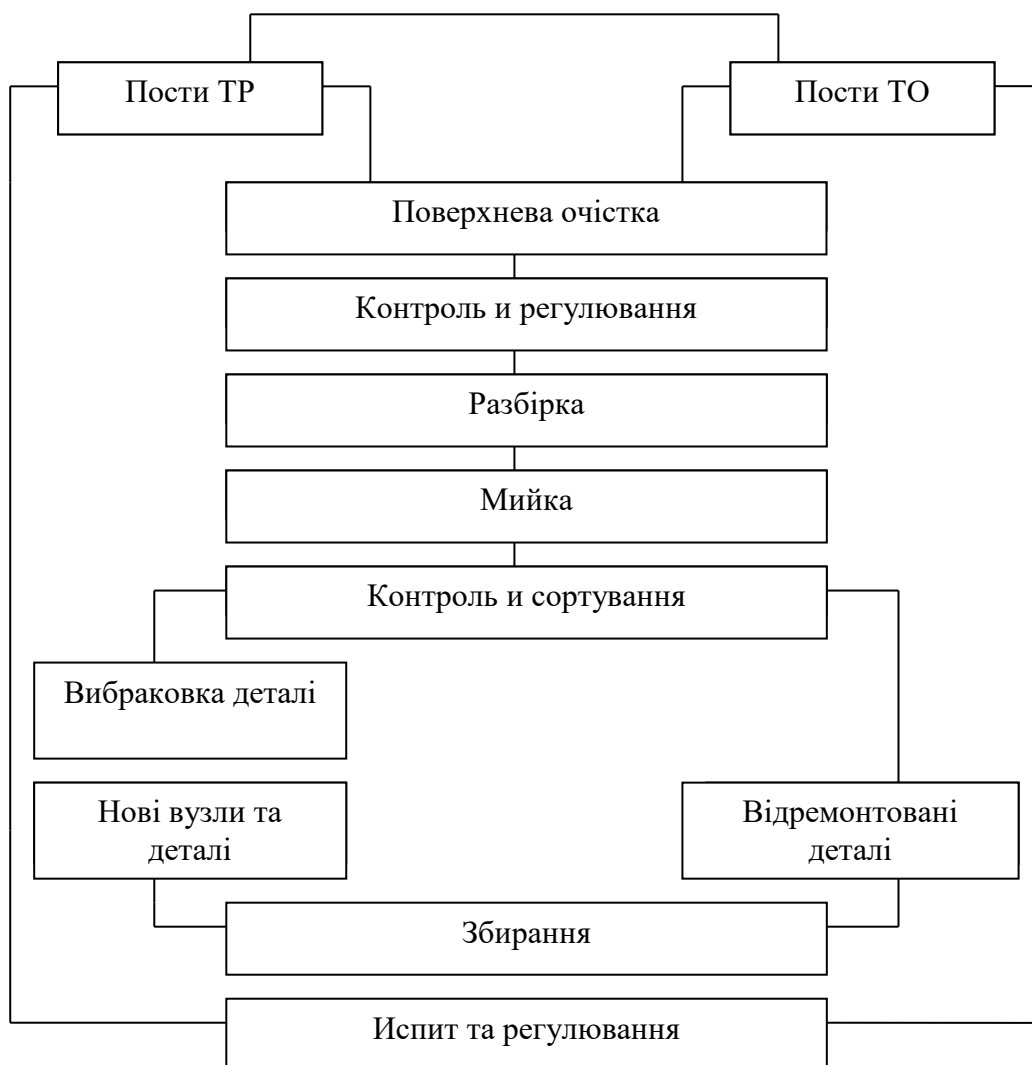 Пости ТР
Пости ТО
Поверхнева очістка
Контроль и регулювання
Разбірка
Мийка
Контроль и сортування
Вибраковка деталі
Нові вузли та
деталі
Відремонтовані
деталі
Збирання
Испит та регулювання